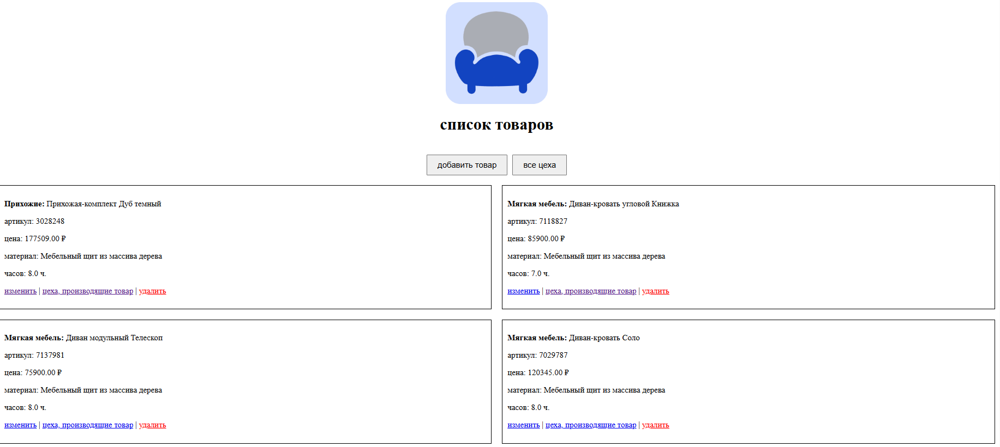 список товаров
добавить товар все цеха
Прихожие: Прихожая-комплект Дуб темный
артикул: 3028248
цена: 177509.00 ₽
материал: Мебельный щит из массива дерева
часов: 8.0 ч.
изменить | цеха, производящие товар | удалить
Мягкая мебель: Диван-кровать угловой Книжка
артикул: 7118827
цена: 85900.00 ₽
материал: Мебельный щит из массива дерева
часов: 7.0 ч.
изменить | цеха, производящие товар | удалить
Мягкая мебель: Диван модульный Телескоп
артикул: 7137981
цена: 75900.00 ₽
материал: Мебельный щит из массива дерева
часов: 8.0 ч.
изменить | цеха, производящие товар | удалить
Мягкая мебель: Диван-кровать Соло
артикул: 7029787
цена: 120345.00 ₽
материал: Мебельный щит из массива дерева
часов: 8.0 ч.
изменить | цеха, производящие товар | удалить